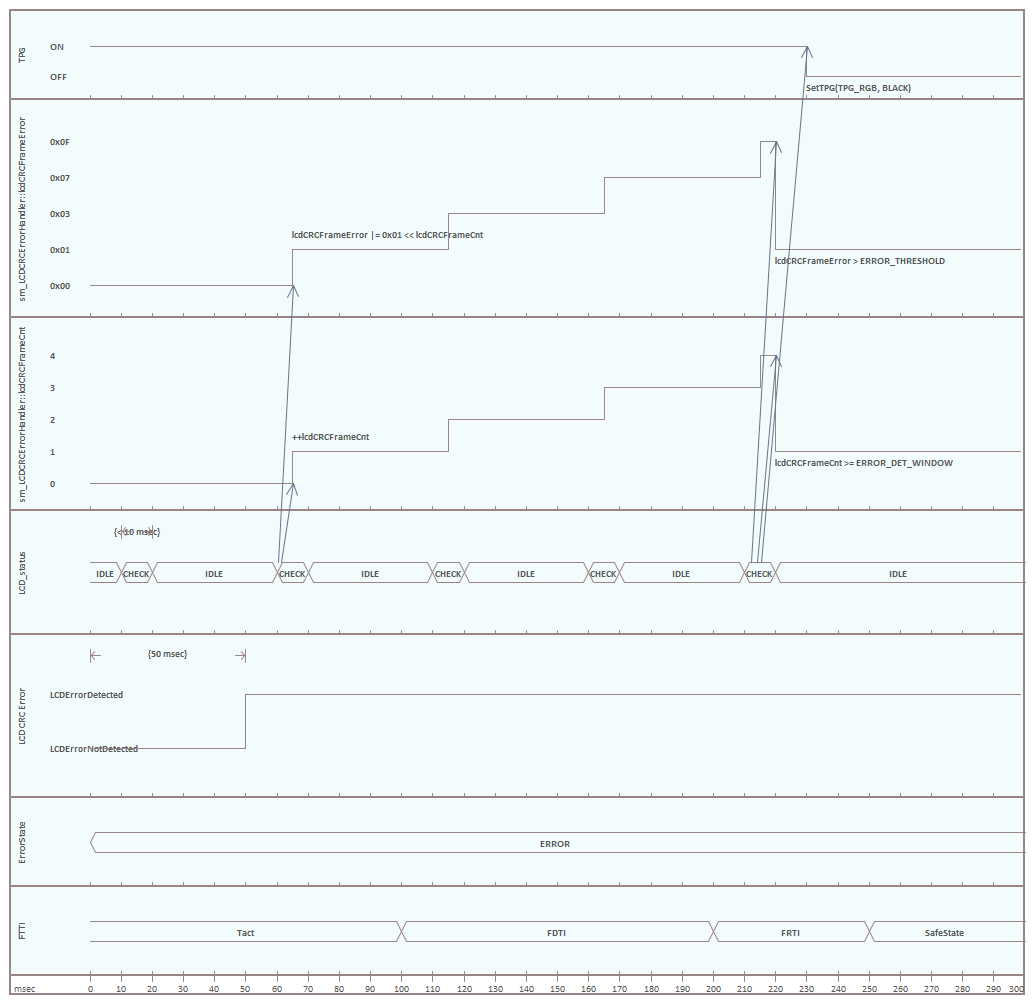 TPG
ON
OFF
SetTPG(TPG_RGB, BLACK)
sm_LCDCRCErrorHandler::lcdCRCFrameError
0x0F
0x07
0x03
0x01
0x00
lcdCRCFrameError |= 0x01 << lcdCRCFrameCnt
lcdCRCFrameError > ERROR_THRESHOLD
sm_LCDCRCErrorHandler::lcdCRCFrameCnt
4
3
2
1
0
++lcdCRCFrameCnt
lcdCRCFrameCnt >= ERROR_DET_WINDOW
LCD_status
{<10 msec}
IDLE CHECK IDLE CHECK IDLE CHECK IDLE CHECK IDLE CHECK IDLE
LCD CRC Error
{50 msec}
LCDErrorDetected
LCDErrorNotDetected
ErrorState
ERROR
FTTI
Tact FDTI FRTI SafeState
msec 0 10 20 30 40 50 60 70 80 90 100 110 120 130 140 150 160 170 180 190 200 210 220 230 240 250 260 270 280 290 300